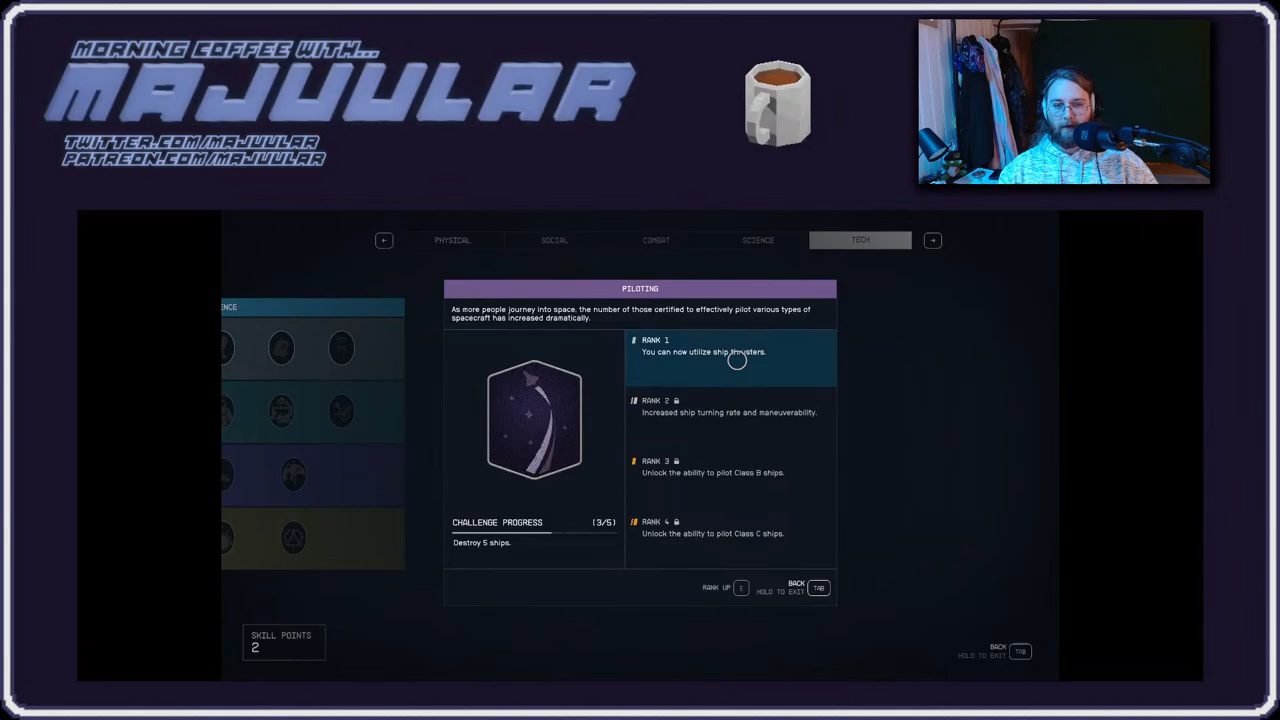 MORNING COFFEE WITH...
MAJUULAR
TWITTER.COM/MAJUULAR
PATREON.COM/MAJUULAR
PHYSICAL
SOCIAL
COMBAT
SCIENCE
TECH
ENCE
PILOTING
As more people journey into space, the number of those certified to effectively pilot various types of
spacecraft has increased dramatically.
RANK 1
You can now utilize ship thrusters.
RANK 2
Increased ship turning rate and maneuverability.
RANK 3
Unlock the ability to pilot Class B ships.
RANK 4
Unlock the ability to pilot Class C ships.
CHALLENGE PROGRESS (3/5)
Destroy 5 ships.
RANK UP E
BACK
HOLD TO EXIT TAB
SKILL POINTS
2
BACK
HOLD TO EXIT TAB